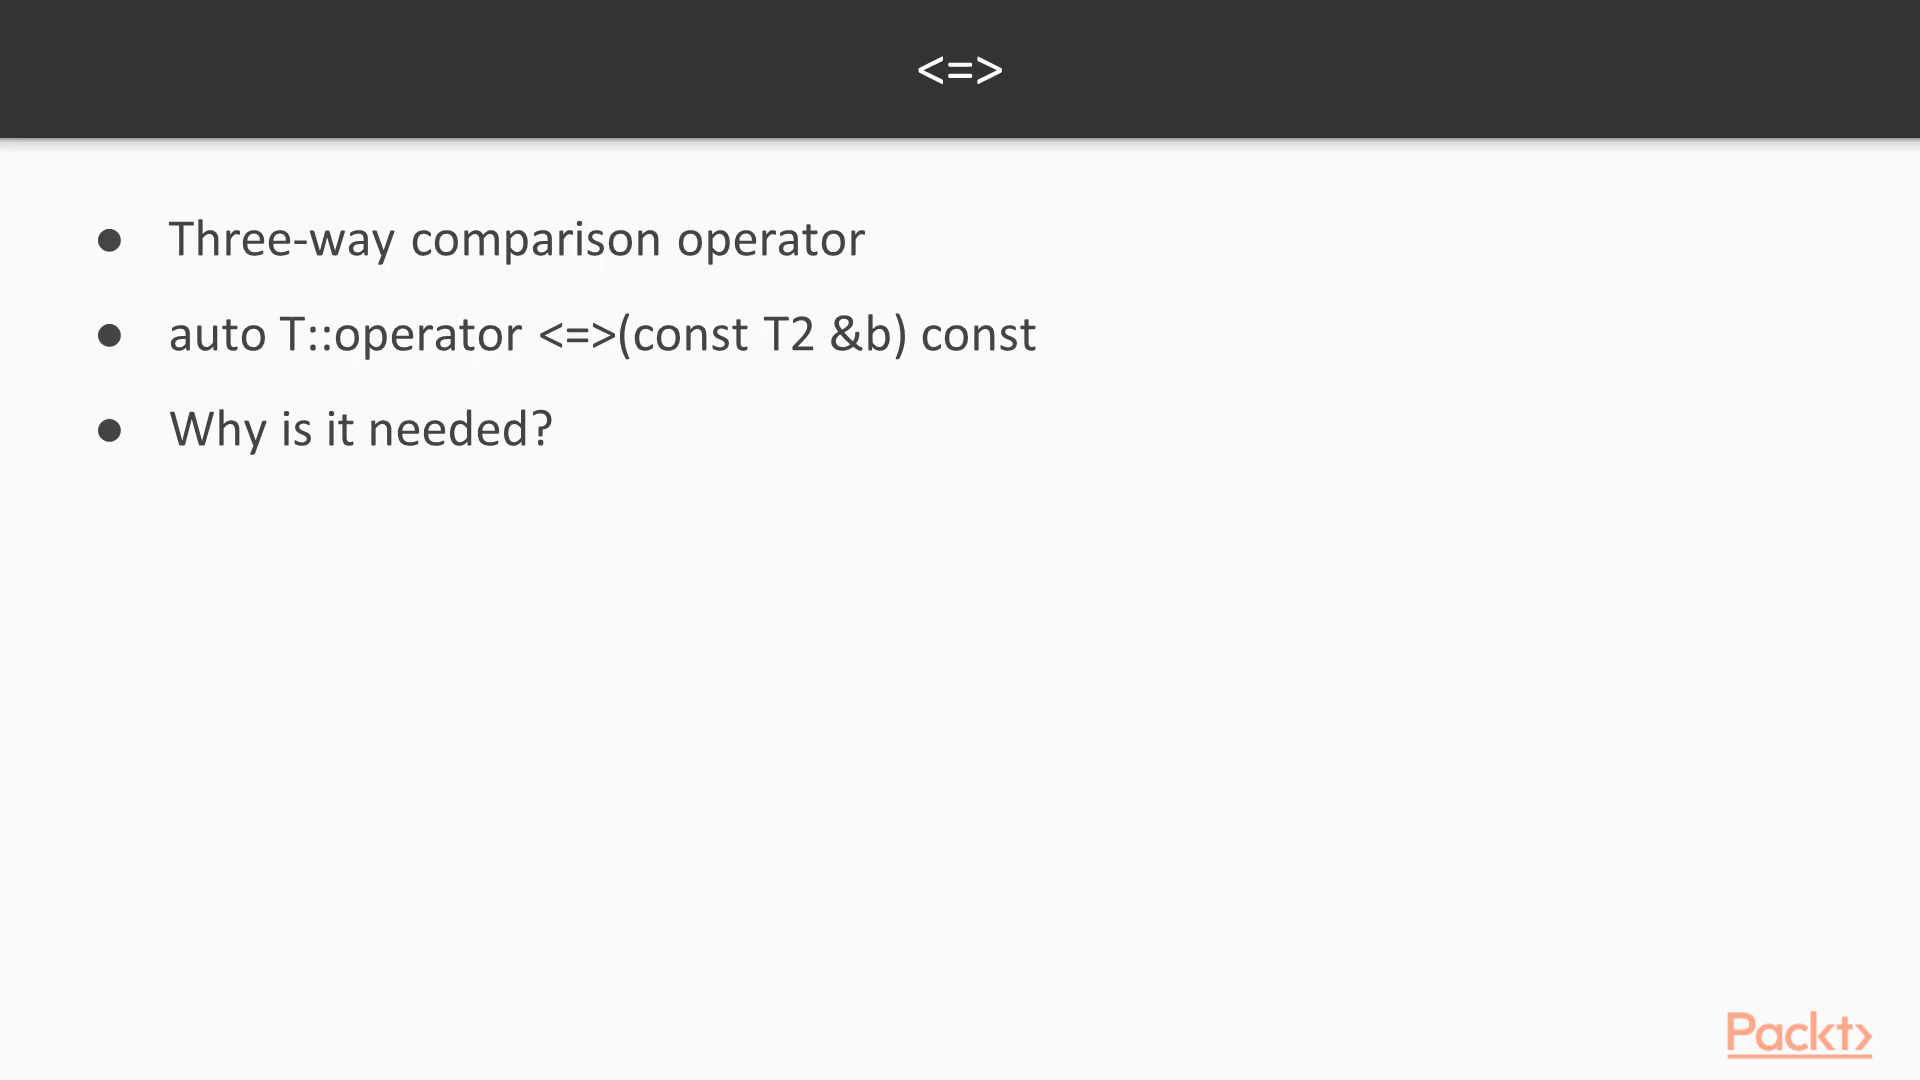 <=>
● Three-way comparison operator
● auto T::operator <=>(const T2 &b) const
● Why is it needed?
Packt>